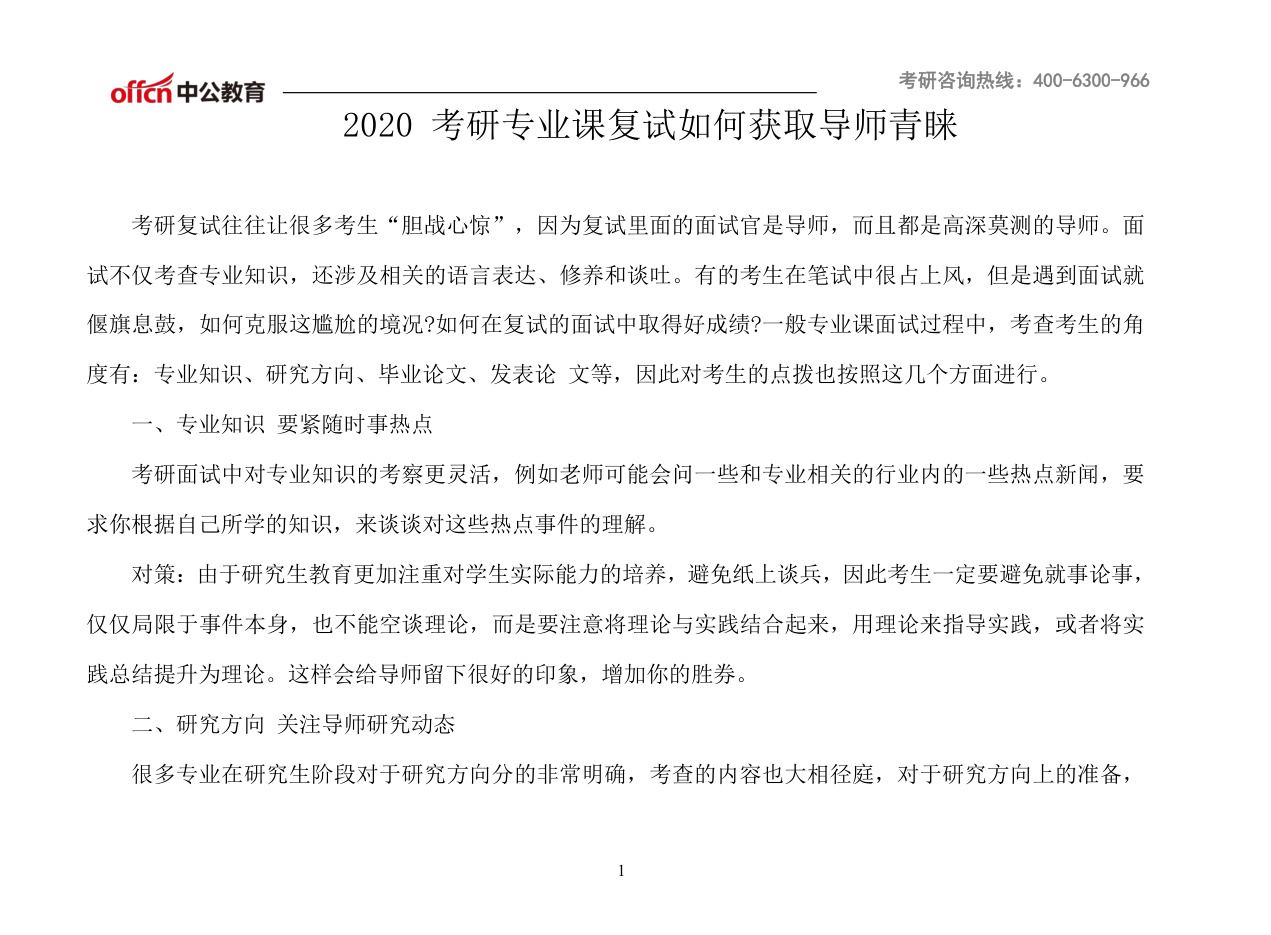 offcn中公教育
考研咨询热线：400-6300-966
2020 考研专业课复试如何获取导师青睐
考研复试往往让很多考生“胆战心惊”，因为复试里面的面试官是导师，而且都是高深莫测的导师。面
试不仅考查专业知识，还涉及相关的语言表达、修养和谈吐。有的考生在笔试中很占上风，但是遇到面试就
偃旗息鼓，如何克服这尴尬的境况?如何在复试的面试中取得好成绩?一般专业课面试过程中，考查考生的角
度有：专业知识、研究方向、毕业论文、发表论 文等，因此对考生的点拨也按照这几个方面进行。
一、专业知识 要紧随时事热点
考研面试中对专业知识的考察更灵活，例如老师可能会问一些和专业相关的行业内的一些热点新闻，要
求你根据自己所学的知识，来谈谈对这些热点事件的理解。
对策：由于研究生教育更加注重对学生实际能力的培养，避免纸上谈兵，因此考生一定要避免就事论事，
仅仅局限于事件本身，也不能空谈理论，而是要注意将理论与实践结合起来，用理论来指导实践，或者将实
践总结提升为理论。这样会给导师留下很好的印象，增加你的胜券。
二、研究方向 关注导师研究动态
很多专业在研究生阶段对于研究方向分的非常明确，考查的内容也大相径庭，对于研究方向上的准备，
1